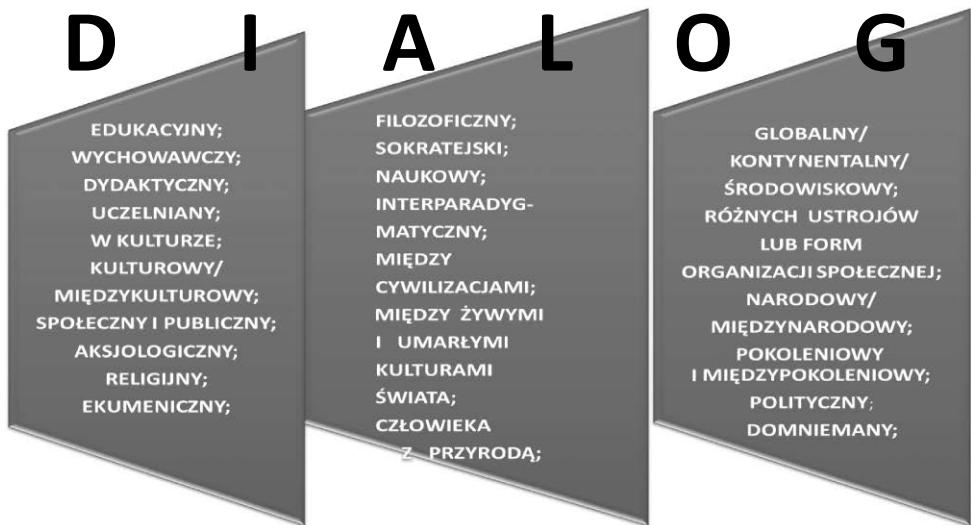 D I A L O G
EDUKACYJNY;
WYCHOWAWCZY;
DYDAKTYCZNY;
UCZELNIANY;
W KULTURZE;
KULTUROWY/
MIĘDZYKULTUROWY;
SPOŁECZNY I PUBLICZNY;
AKSJOLOGICZNY;
RELIGIJNY;
EKUMENICZNY;
FILOZOFICZNY;
SOKRATEJSKI;
NAUKOWY;
INTERPARADYG-
MATYCZNY;
MIĘDZY
CYWILIZACJAMI;
MIĘDZY ŻYWYMI
I UMARŁYMI
KULTURAMI
ŚWIATA;
CZŁOWIEKA
Z PRZYRODĄ;
GLOBALNY/
KONTYNENTALNY/
ŚRODOWISKOWY;
RÓŻNYCH USTROJÓW
LUB FORM
ORGANIZACJI SPOŁECZNEJ;
NARODOWY/
MIĘDZYNARODOWY;
POKOLENIOWY
I MIĘDZYPOKOLENIOWY;
POLITYCZNY;
DOMNIEMANY;